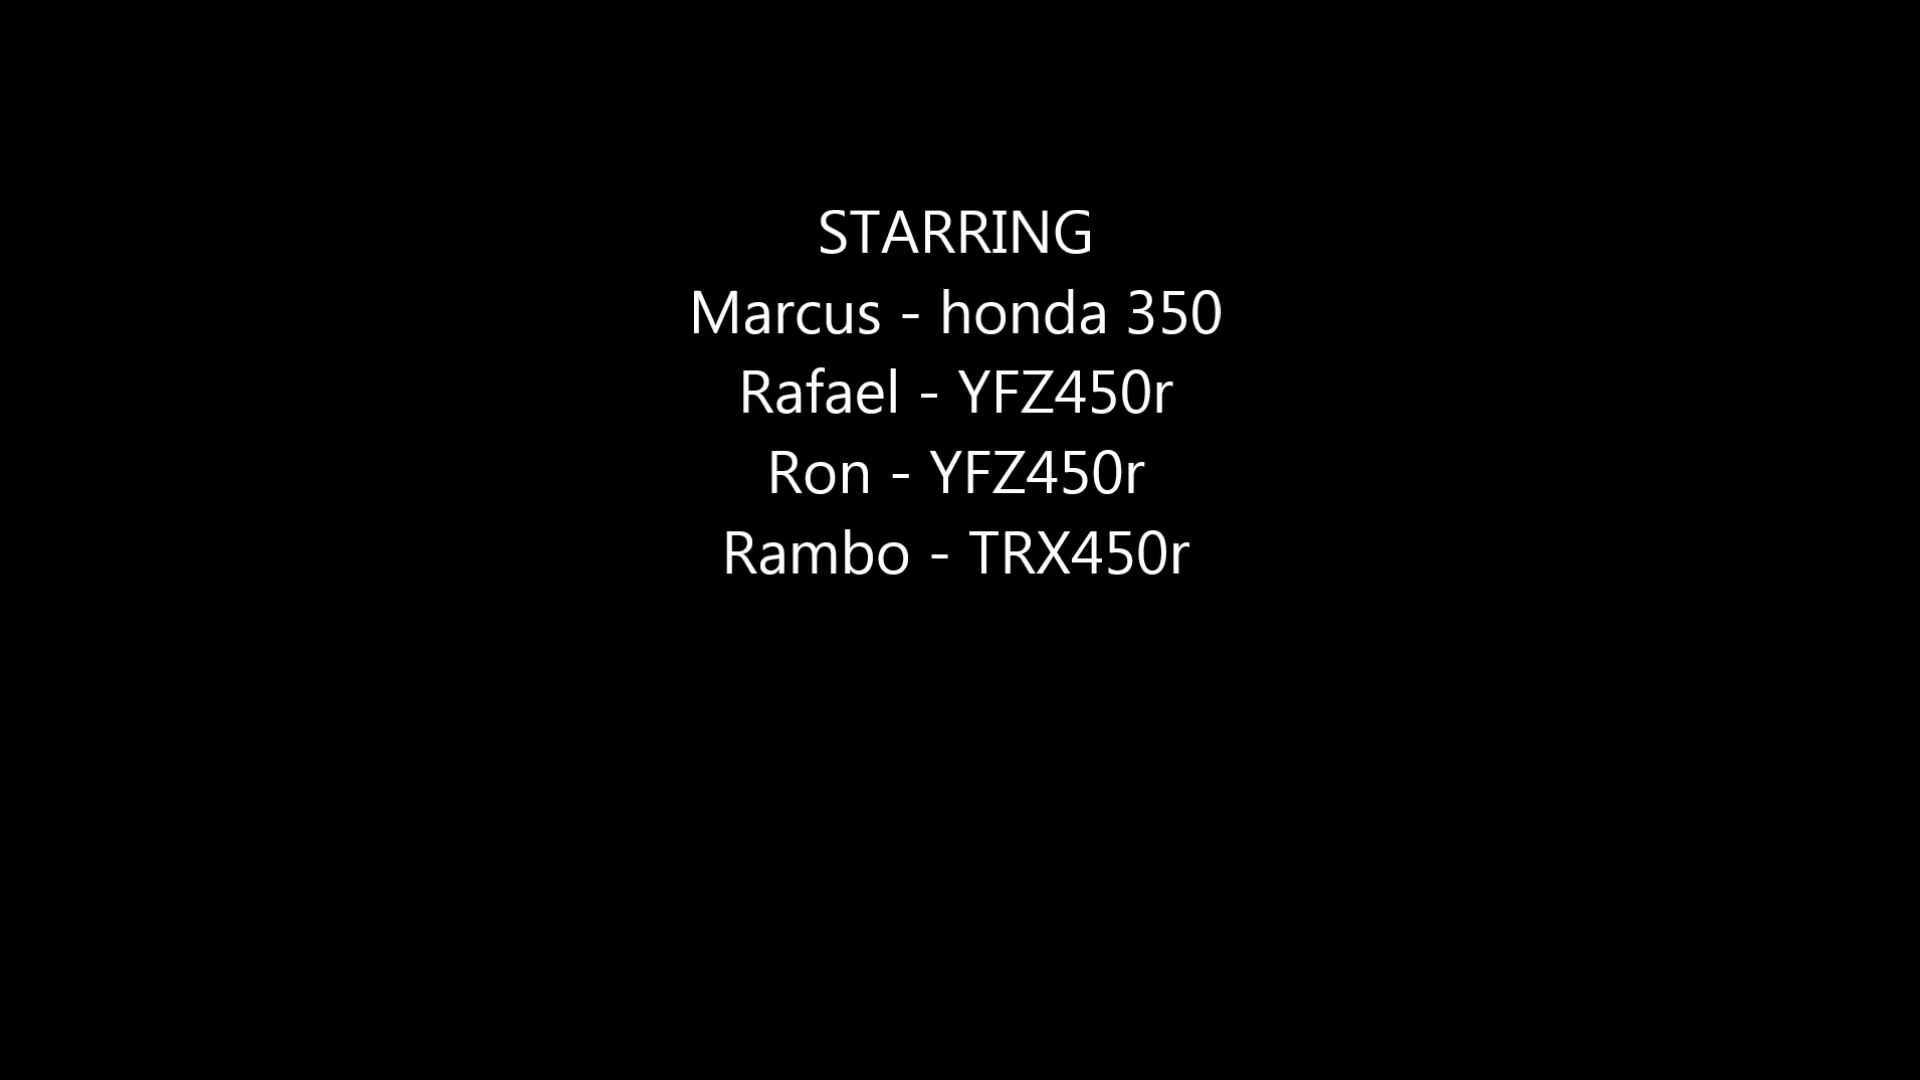 STARRING
Marcus - honda 350
Rafael - YFZ450r
Ron - YFZ450r
Rambo - TRX450r